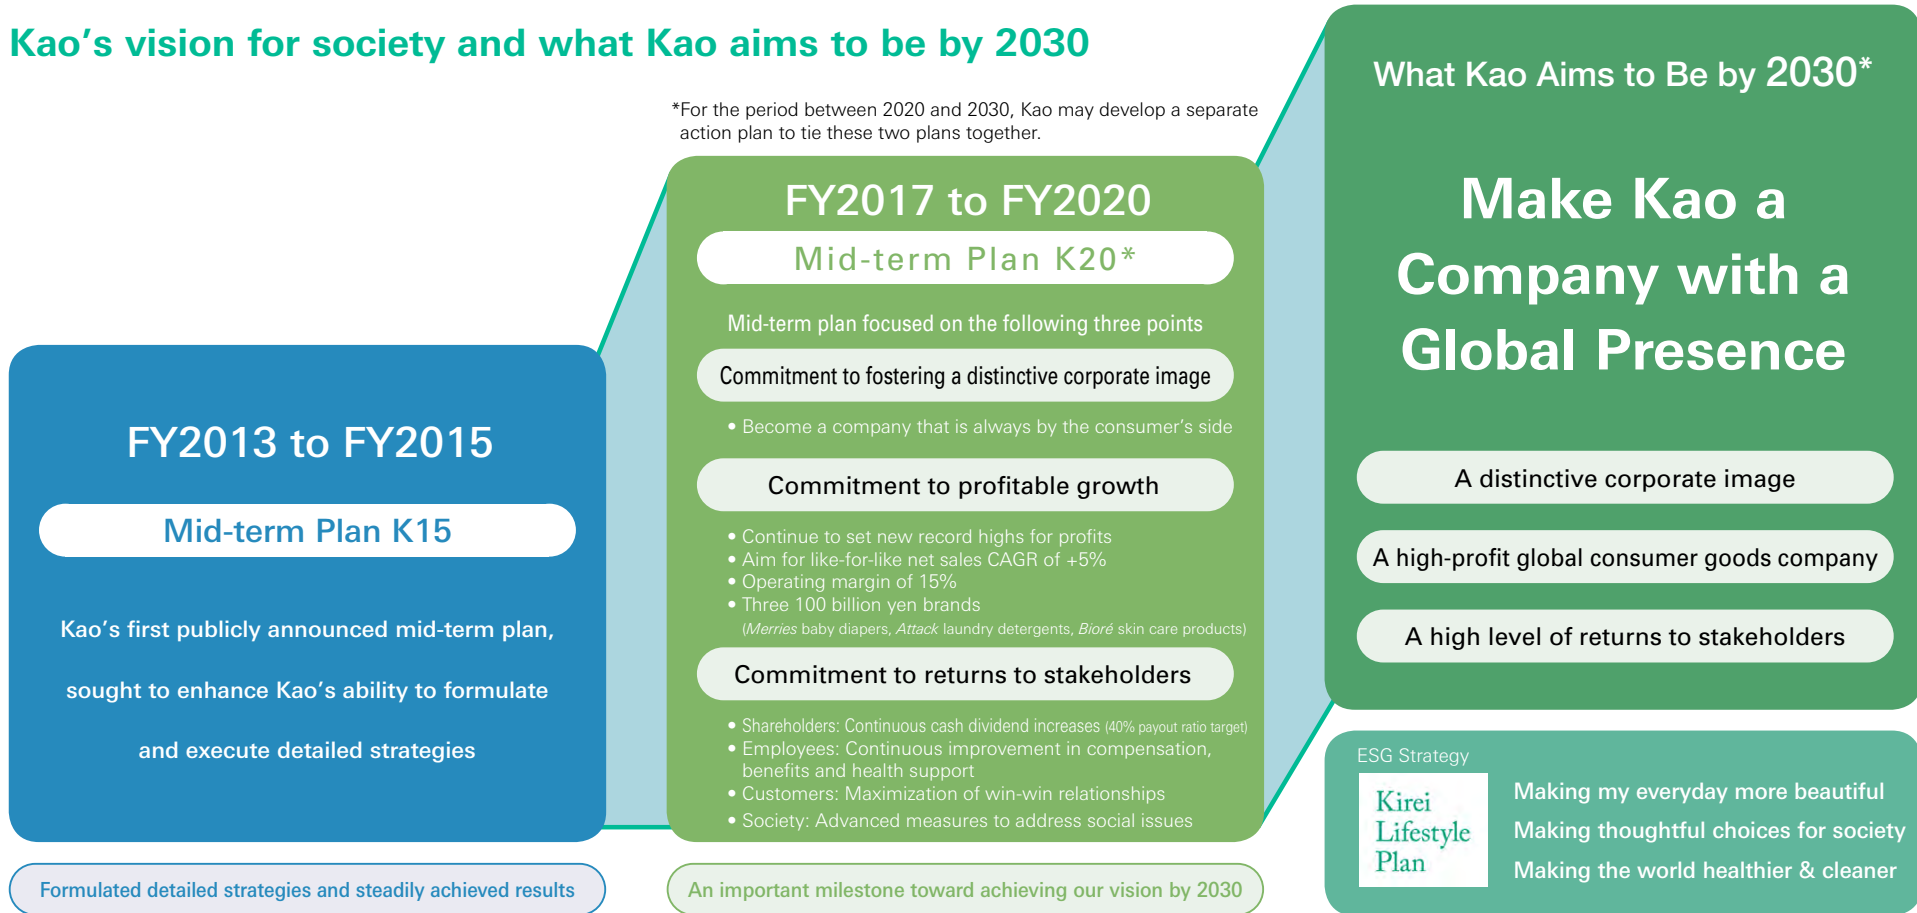 Kao's vision for society and what Kao aims to be by 2030
*For the period between 2020 and 2030, Kao may develop a separate
action plan to tie these two plans together.
FY2013 to FY2015
Mid-term Plan K15
Kao's first publicly announced mid-term plan,
sought to enhance Kao's ability to formulate
and execute detailed strategies
Formulated detailed strategies and steadily achieved results
FY2017 to FY2020
Mid-term Plan K20*
Mid-term plan focused on the following three points
Commitment to fostering a distinctive corporate image
• Become a company that is always by the consumer's side
Commitment to profitable growth
• Continue to set new record highs for profits
• Aim for like-for-like net sales CAGR of +5%
• Operating margin of 15%
• Three 100 billion yen brands
(Merries baby diapers, Attack laundry detergents, Bioré skin care products)
Commitment to returns to stakeholders
• Shareholders: Continuous cash dividend increases (40% payout ratio target)
• Employees: Continuous improvement in compensation,
benefits and health support
• Customers: Maximization of win-win relationships
• Society: Advanced measures to address social issues
An important milestone toward achieving our vision by 2030
What Kao Aims to Be by 2030*
Make Kao a
Company with a
Global Presence
A distinctive corporate image
A high-profit global consumer goods company
A high level of returns to stakeholders
ESG Strategy
Kirei
Lifestyle
Plan
Making my everyday more beautiful
Making thoughtful choices for society
Making the world healthier & cleaner